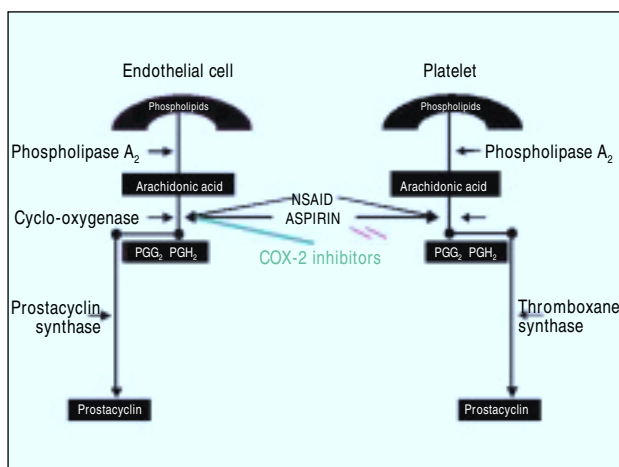 Endothelial cell
Platelet
Phospholipids
Phospholipids
Phospholipase A₂
Phospholipase A₂
Arachidonic acid
Arachidonic acid
NSAID
Cyclo-oxygenase
ASPIRIN
COX-2 inhibitors
PGG₂ PGH₂
PGG₂ PGH₂
Prostacyclin
synthase
Thromboxane
synthase
Prostacyclin
Prostacyclin